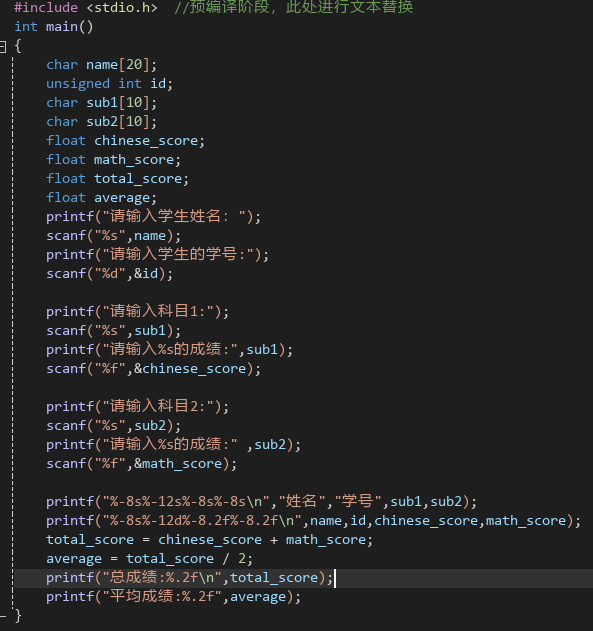 #include <stdio.h>  //预编译阶段，此处进行文本替换
int main()
{
    char name[20];
    unsigned int id;
    char sub1[10];
    char sub2[10];
    float chinese_score;
    float math_score;
    float total_score;
    float average;
    printf("请输入学生姓名: ");
    scanf("%s",name);
    printf("请输入学生的学号:");
    scanf("%d",&id);

    printf("请输入科目1:");
    scanf("%s",sub1);
    printf("请输入%s的成绩:",sub1);
    scanf("%f",&chinese_score);

    printf("请输入科目2:");
    scanf("%s",sub2);
    printf("请输入%s的成绩:" ,sub2);
    scanf("%f",&math_score);

    printf("%-8s%-12s%-8s%-8s\n","姓名","学号",sub1,sub2);
    printf("%-8s%-12d%-8.2f%-8.2f\n",name,id,chinese_score,math_score);
    total_score = chinese_score + math_score;
    average = total_score / 2;
    printf("总成绩:%.2f\n",total_score);
    printf("平均成绩:%.2f",average);
}